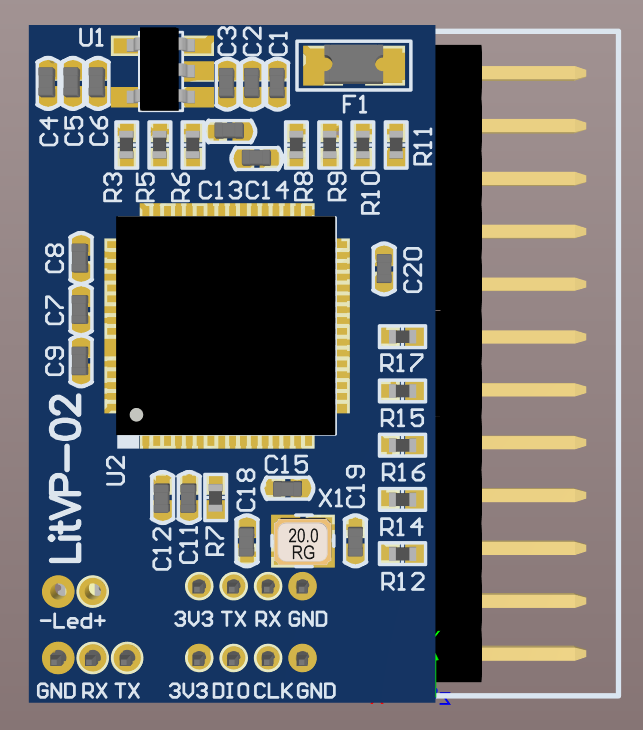 U1
C3
C2
C1
F1
C4
C5
C6
R3
R5
R6
C13
C14
R8
R9
R10
R11
C8
C7
C9
C20
R17
R15
R16
R14
R12
LitVP-02
U2
C15
C18
X1
C19
C12
C11
R7
20.0
RG
-Led+
3V3 TX RX GND
GND RX TX
3V3 DIO CLK GND